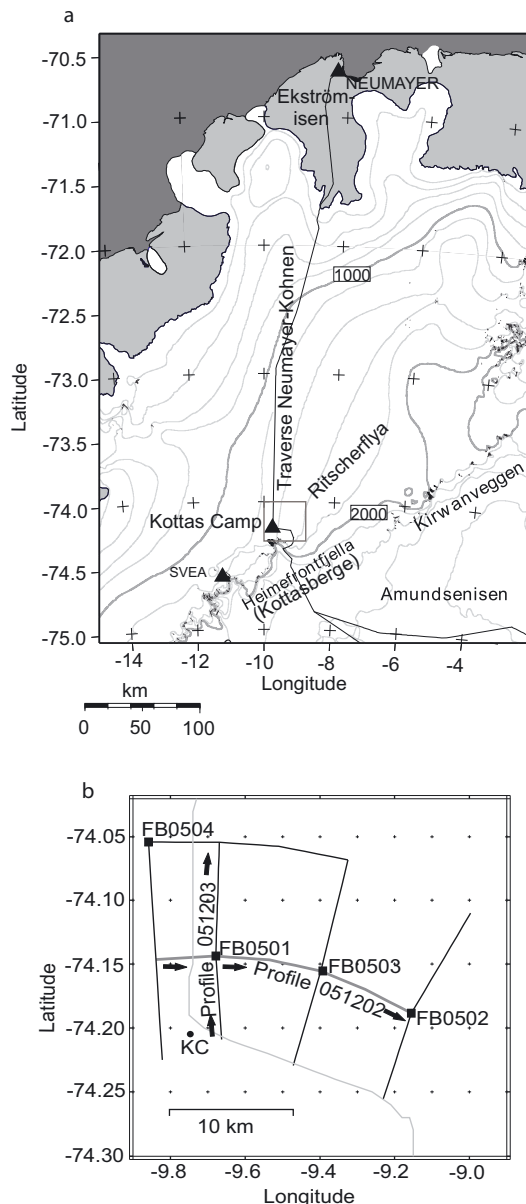 a
-70.5
-71.0
-71.5
-72.0
-72.5
-73.0
-73.5
-74.0
-74.5
-75.0
Latitude
NEUMAYER
Ekström-
isen
1000
Traverse Neumayer-Kohnen
Ritscherflya
2000
Kirwanveggen
Kottas Camp
SVEA
Heimefrontfjella
(Kottasberge)
Amundsenisen
-14
-12
-10
-8
-6
-4
Longitude
km
0
50
100
b
-74.05
-74.10
-74.15
-74.20
-74.25
-74.30
Latitude
FB0504
Profile 051203
FB0501
FB0503
Profile 051202
FB0502
KC
10 km
-9.8
-9.6
-9.4
-9.2
-9.0
Longitude